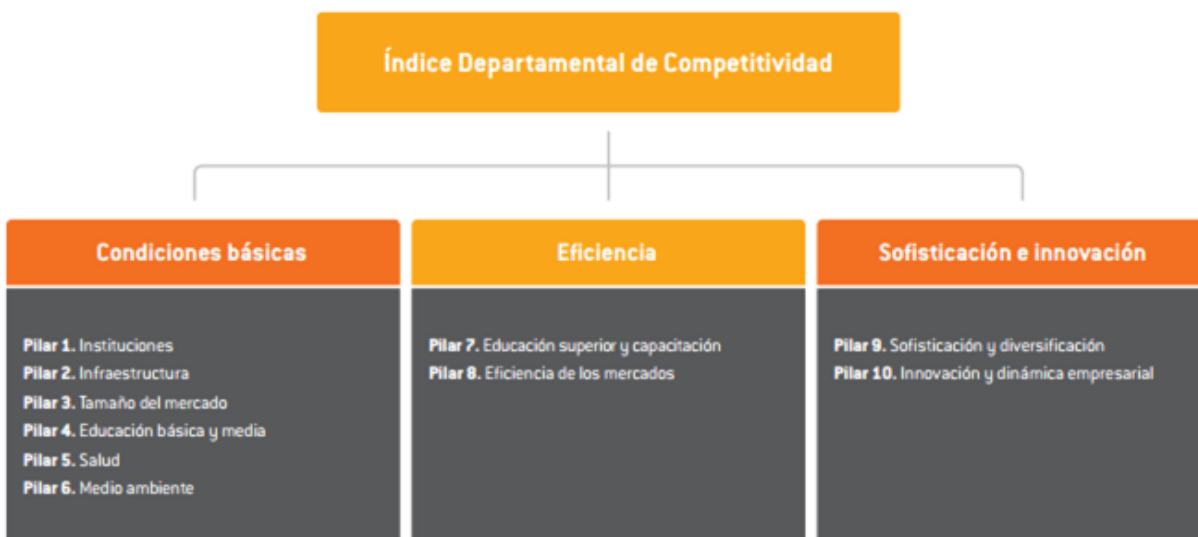 Índice Departamental de Competitividad
Condiciones básicas
Pilar 1. Instituciones
Pilar 2. Infraestructura
Pilar 3. Tamaño del mercado
Pilar 4. Educación básica y media
Pilar 5. Salud
Pilar 6. Medio ambiente
Eficiencia
Pilar 7. Educación superior y capacitación
Pilar 8. Eficiencia de los mercados
Sofisticación e innovación
Pilar 9. Sofisticación y diversificación
Pilar 10. Innovación y dinámica empresarial